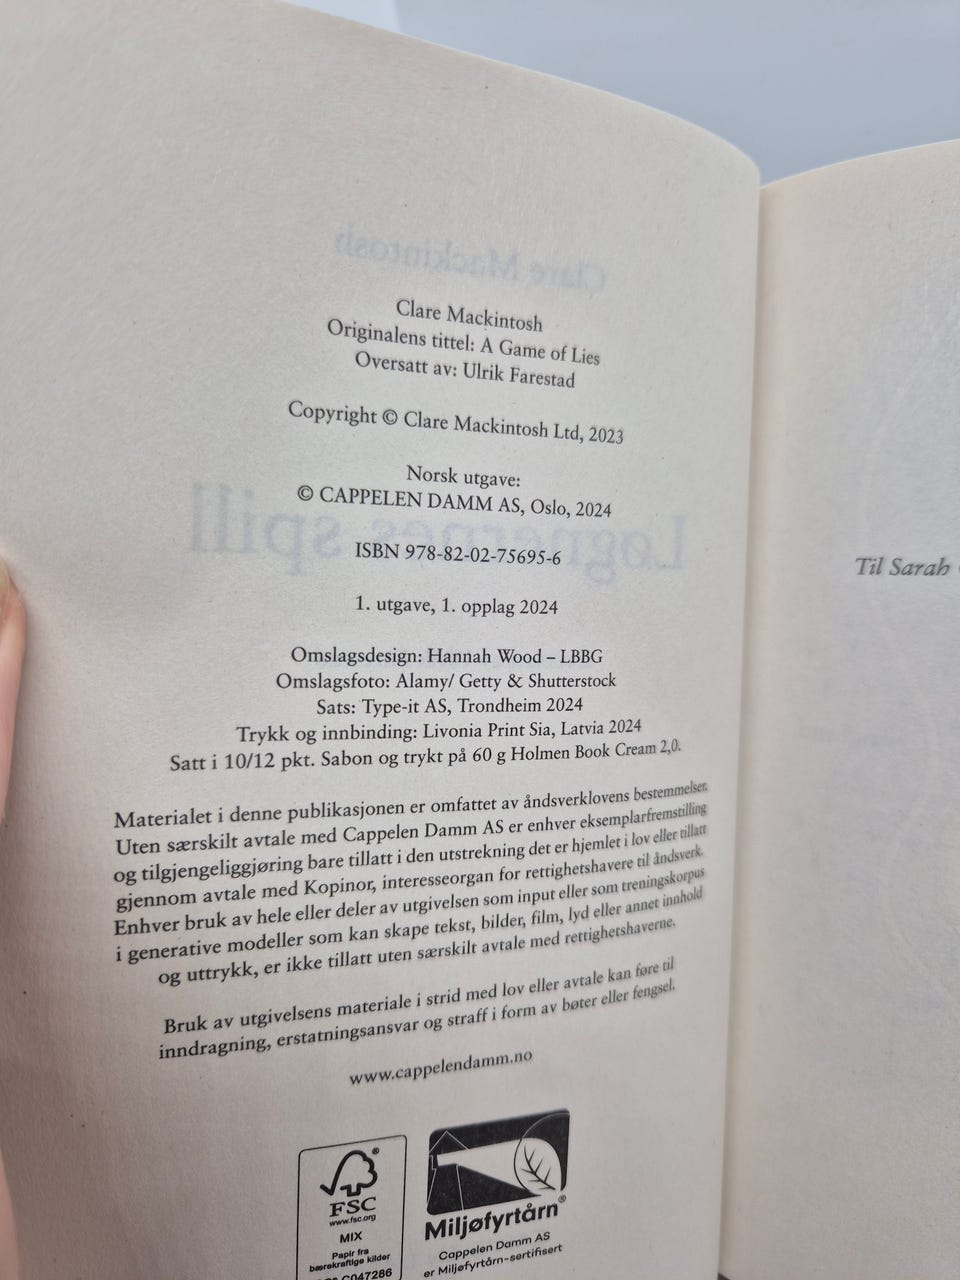 Clare Mackintosh
Clare Mackintosh
Originalens tittel: A Game of Lies
Oversatt av: Ulrik Farestad
Copyright © Clare Mackintosh Ltd, 2023
Norsk utgave:
© CAPPELEN DAMM AS, Oslo, 2024
Løgnernes spill
ISBN 978-82-02-75695-6
1. utgave, 1. opplag 2024
Omslagsdesign: Hannah Wood – LBBG
Omslagsfoto: Alamy/ Getty & Shutterstock
Sats: Type-it AS, Trondheim 2024
Trykk og innbinding: Livonia Print Sia, Latvia 2024
Satt i 10/12 pkt. Sabon og trykt på 60 g Holmen Book Cream 2,0.
Materialet i denne publikasjonen er omfattet av åndsverklovens bestemmelser.
Uten særskilt avtale med Cappelen Damm AS er enhver eksemplarfremstilling
og tilgjengeliggjøring bare tillatt i den utstrekning det er hjemlet i lov eller tillatt
gjennom avtale med Kopinor, interesseorgan for rettighetshavere til åndsverk.
Enhver bruk av hele eller deler av utgivelsen som input eller som treningskorpus
i generative modeller som kan skape tekst, bilder, film, lyd eller annet innhold
og uttrykk, er ikke tillatt uten særskilt avtale med rettighetshaverne.
Bruk av utgivelsens materiale i strid med lov eller avtale kan føre til
inndragning, erstatningsansvar og straff i form av bøter eller fengsel.
www.cappelendamm.no
FSC
www.fsc.org
MIX
Papir fra
bærekraftige kilder
C047286
Miljøfyrtårn®
Cappelen Damm AS
er Miljøfyrtårn-sertifisert
Til Sarah